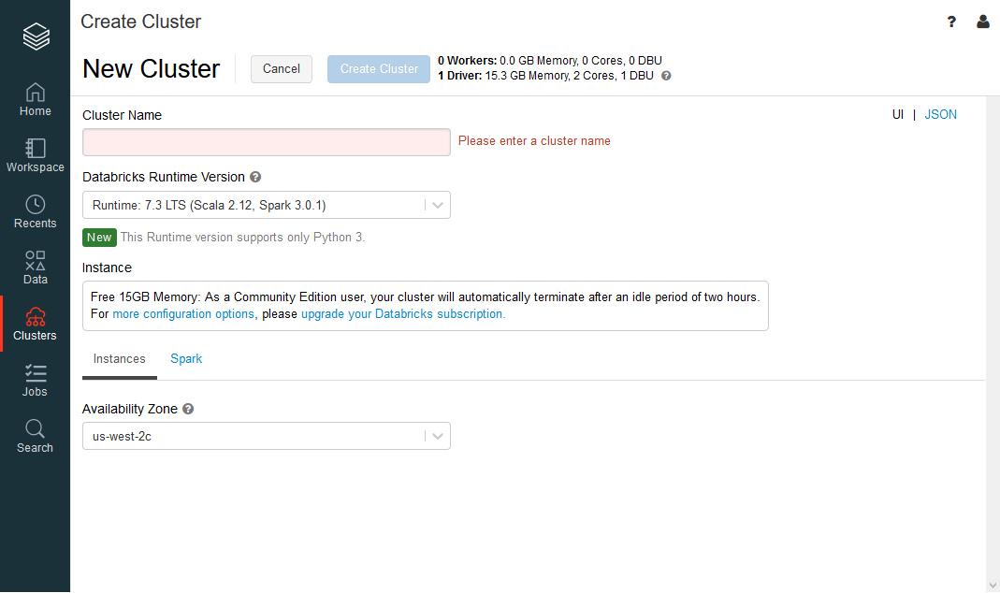 Create Cluster
?
New Cluster
Cancel
Create Cluster
0 Workers: 0.0 GB Memory, 0 Cores, 0 DBU
1 Driver: 15.3 GB Memory, 2 Cores, 1 DBU ?
Home
Workspace
Recents
Data
Clusters
Jobs
Search
Cluster Name
UI | JSON
Please enter a cluster name
Databricks Runtime Version ?
Runtime: 7.3 LTS (Scala 2.12, Spark 3.0.1)
New This Runtime version supports only Python 3.
Instance
Free 15GB Memory: As a Community Edition user, your cluster will automatically terminate after an idle period of two hours.
For more configuration options, please upgrade your Databricks subscription.
Instances Spark
Availability Zone ?
us-west-2c